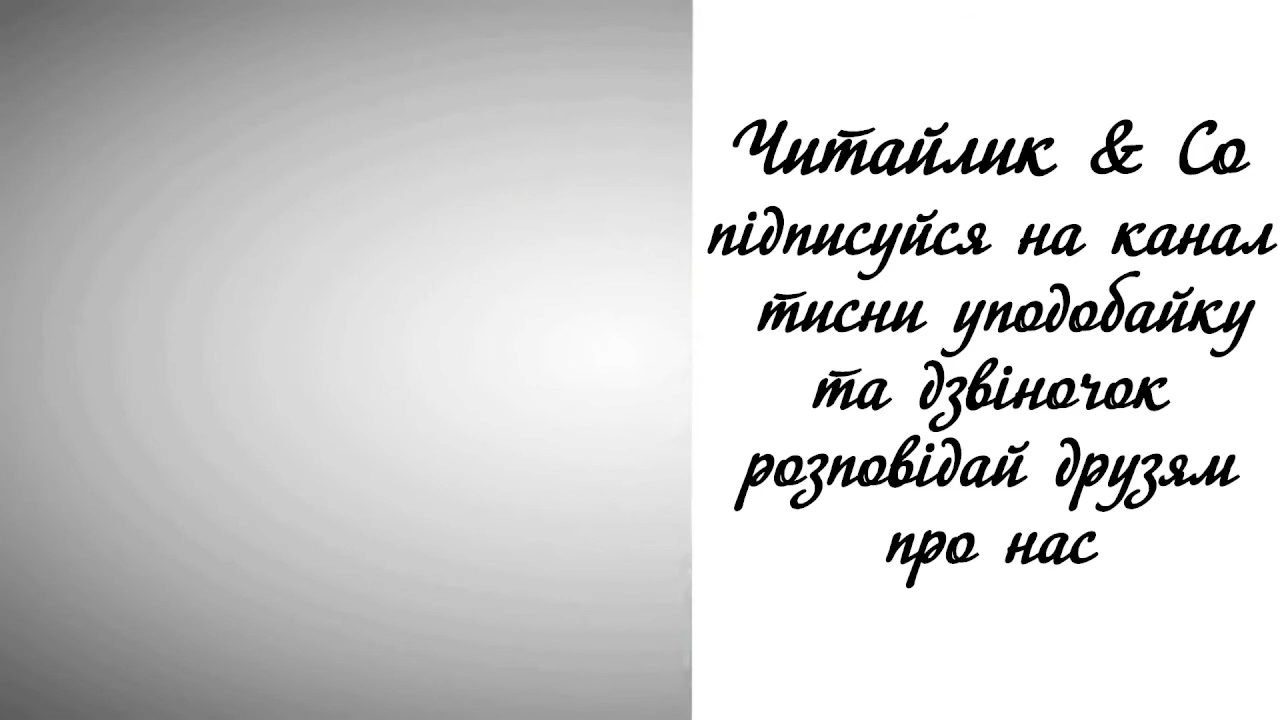 Читайлик & Co
підписуйся на канал
тисни уподобайку
та дзвіночок
розповідай друзям
про нас